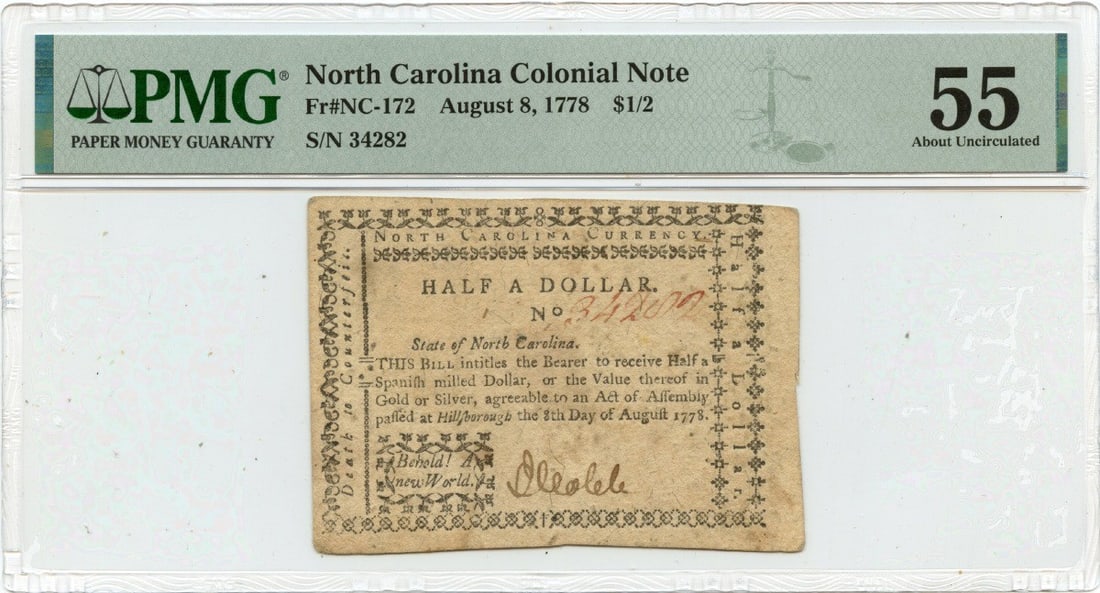 PMG®
PAPER MONEY GUARANTY
North Carolina Colonial Note
Fr#NC-172 August 8, 1778 $1/2
S/N 34282
55
About Uncirculated
NORTH CAROLINA CURRENCY.
HALF A DOLLAR.
No 34282
State of North Carolina.
THIS BILL intitles the Bearer to receive Half a
Spaniſh milled Dollar, or the Value thereof in
Gold or Silver, agreeable to an Act of Aſſembly
paſſed at Hillſborough the 8th Day of Auguſt 1778.
Behold! A
new World.
Death to Counterfeit.
Half a Dollar.